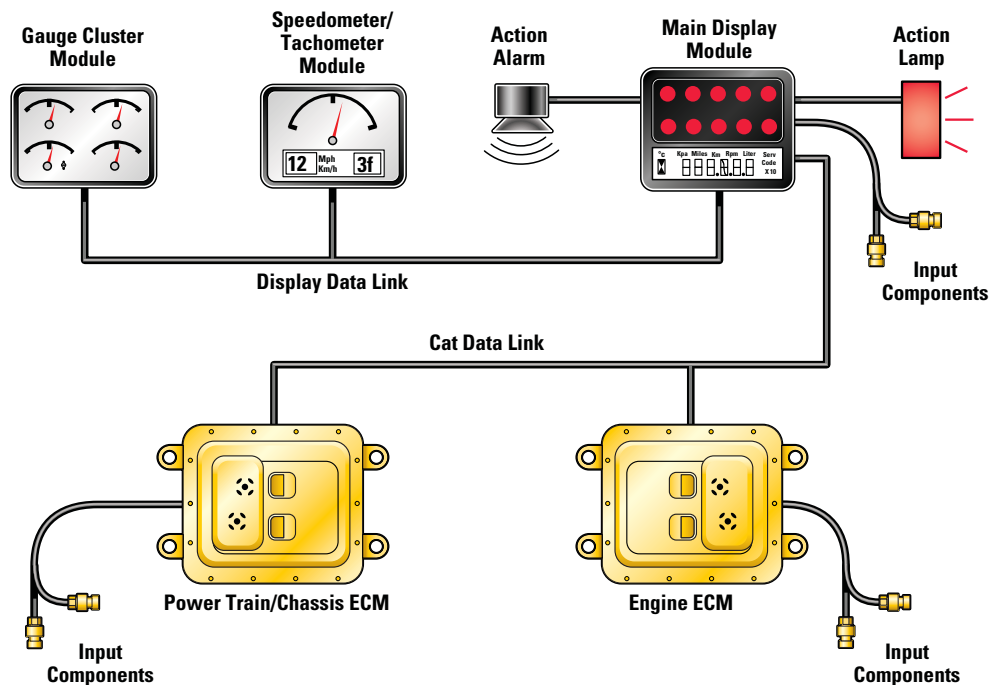 Gauge Cluster
Module
Speedometer/
Tachometer
Module
Action
Alarm
Main Display
Module
Action
Lamp
12
Mph
Km/h
3f
°C
Kpa Miles Km Rpm Liter
Serv
Code
X 10
Input
Components
Display Data Link
Cat Data Link
Power Train/Chassis ECM
Engine ECM
Input
Components
Input
Components